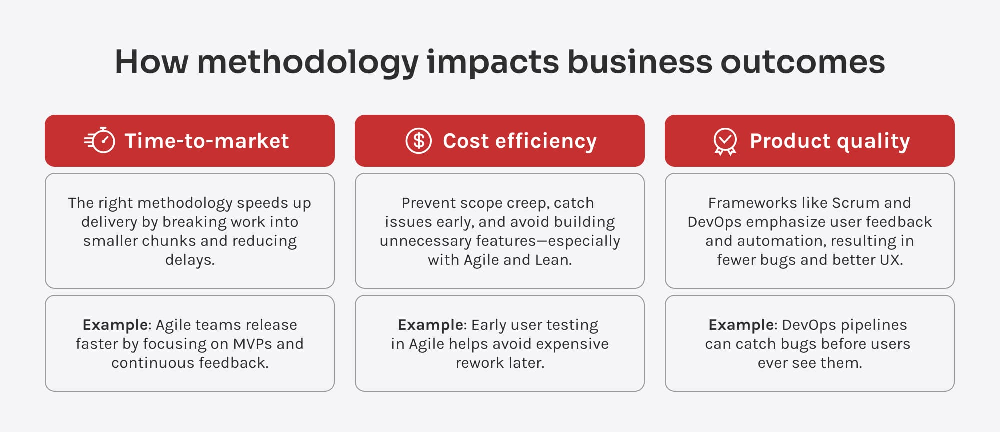 How methodology impacts business outcomes
Time-to-market
The right methodology speeds up
delivery by breaking work into
smaller chunks and reducing
delays.
Example: Agile teams release
faster by focusing on MVPs and
continuous feedback.
Cost efficiency
Prevent scope creep, catch
issues early, and avoid building
unnecessary features—especially
with Agile and Lean.
Example: Early user testing
in Agile helps avoid expensive
rework later.
Product quality
Frameworks like Scrum and
DevOps emphasize user feedback
and automation, resulting in
fewer bugs and better UX.
Example: DevOps pipelines
can catch bugs before users
ever see them.